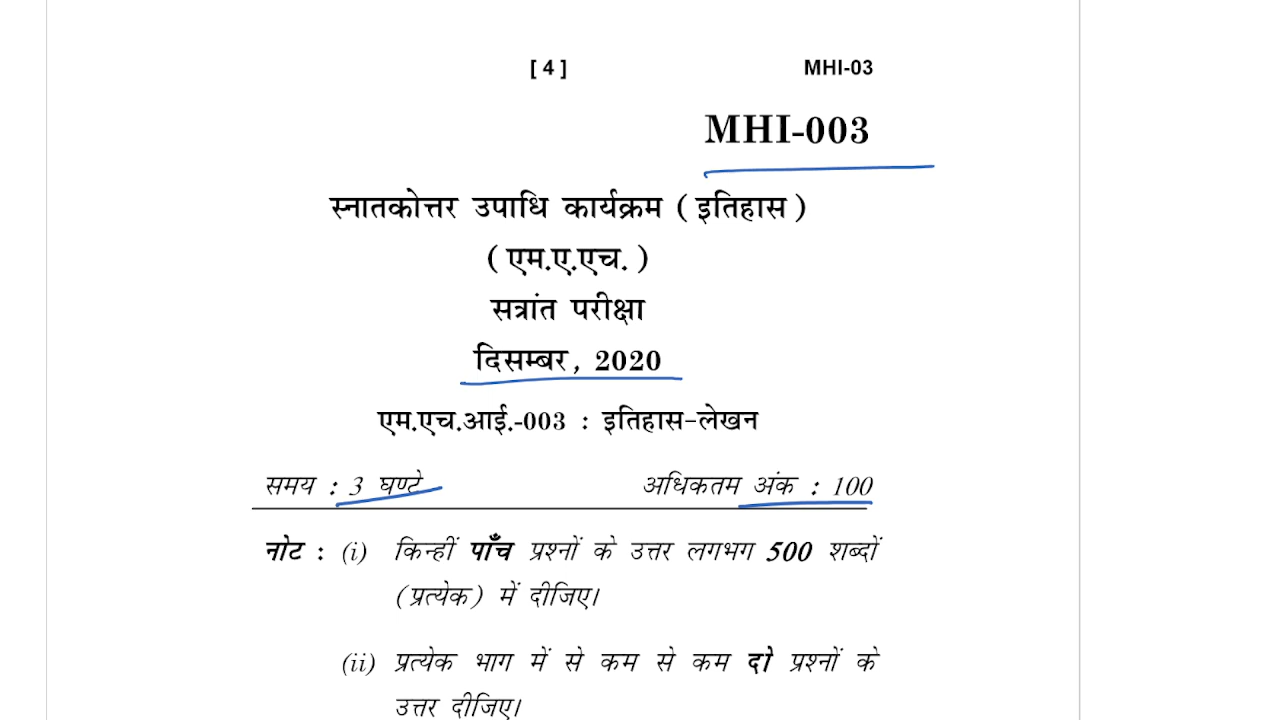 [ 4 ] MHI-03
MHI-003
स्नातकोत्तर उपाधि कार्यक्रम ( इतिहास )
( एम.ए.एच. )
सत्रांत परीक्षा
दिसम्बर, 2020
एम.एच.आई.-003 : इतिहास-लेखन
समय : 3 घण्टे अधिकतम अंक : 100
नोट : (i) किन्हीं पाँच प्रश्नों के उत्तर लगभग 500 शब्दों
(प्रत्येक) में दीजिए।
(ii) प्रत्येक भाग में से कम से कम दो प्रश्नों के
उत्तर दीजिए।